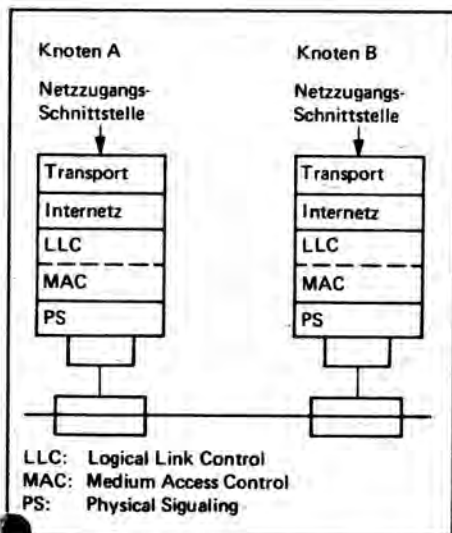 Knoten A
Netzzugangs-
Schnittstelle
Transport
Internetz
LLC
MAC
PS
Knoten B
Netzzugangs-
Schnittstelle
Transport
Internetz
LLC
MAC
PS
LLC: Logical Link Control
MAC: Medium Access Control
PS: Physical Sigualing